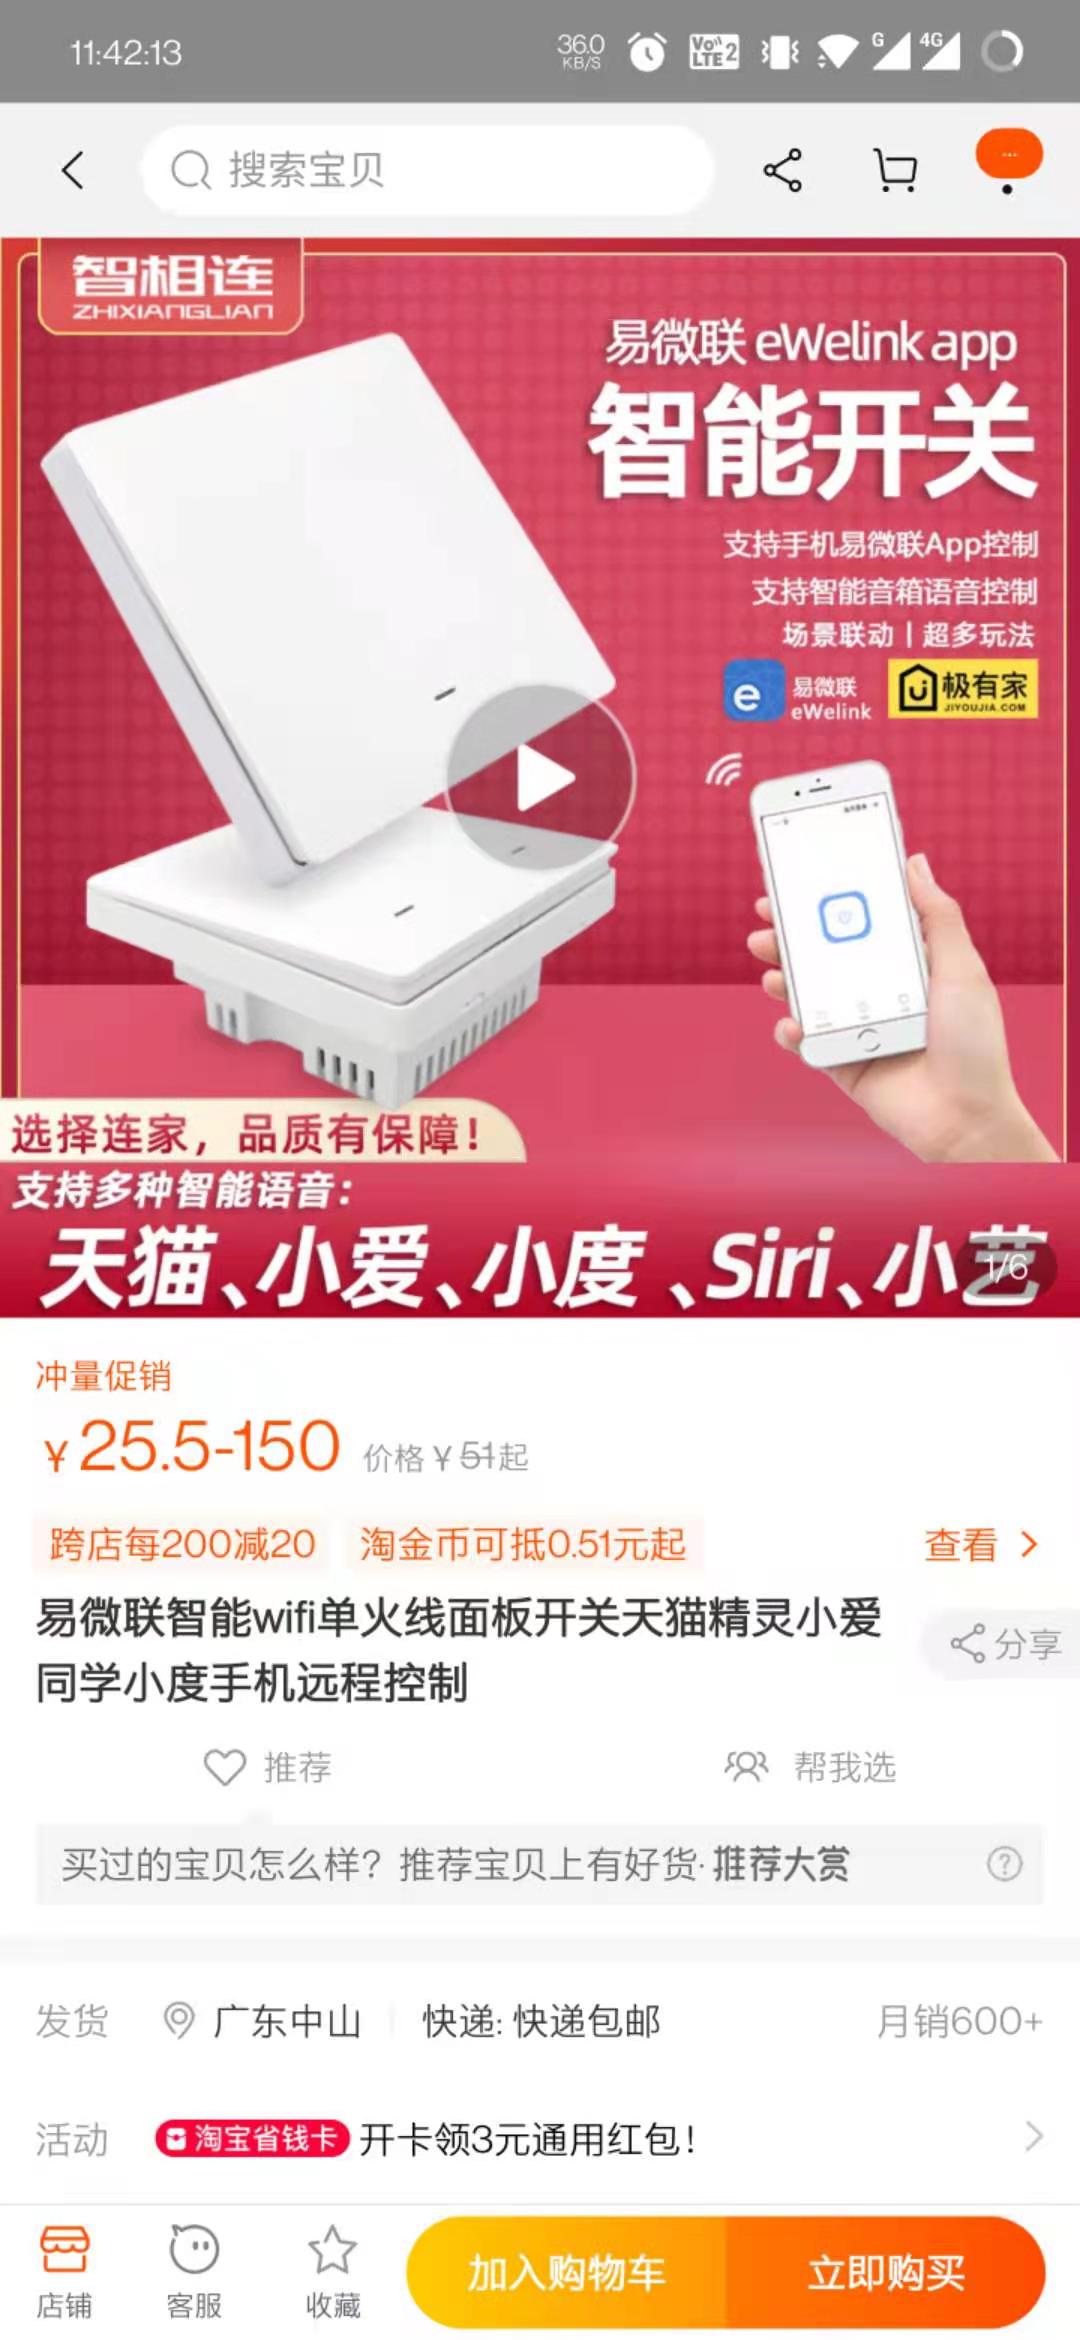 11:42:13
36.0
KB/S
VoLTE 2
G
4G
搜索宝贝
智相连
ZHIXIANGLIAN
易微联 eWelink app
智能开关
支持手机易微联App控制
支持智能音箱语音控制
场景联动|超多玩法
e
易微联
eWelink
极有家
JIYOUJIA.COM
选择连家，品质有保障！
支持多种智能语音：
天猫、小爱、小度、Siri、小艺
1/6
冲量促销
￥25.5-150 价格￥51起
跨店每200减20 淘金币可抵0.51元起 查看
易微联智能wifi单火线面板开关天猫精灵小爱
同学小度手机远程控制
分享
推荐 帮我选
买过的宝贝怎么样？推荐宝贝上有好货·推荐大赏
发货 广东中山 快递: 快递包邮 月销600+
活动 淘宝省钱卡 开卡领3元通用红包！
店铺 客服 收藏 加入购物车 立即购买